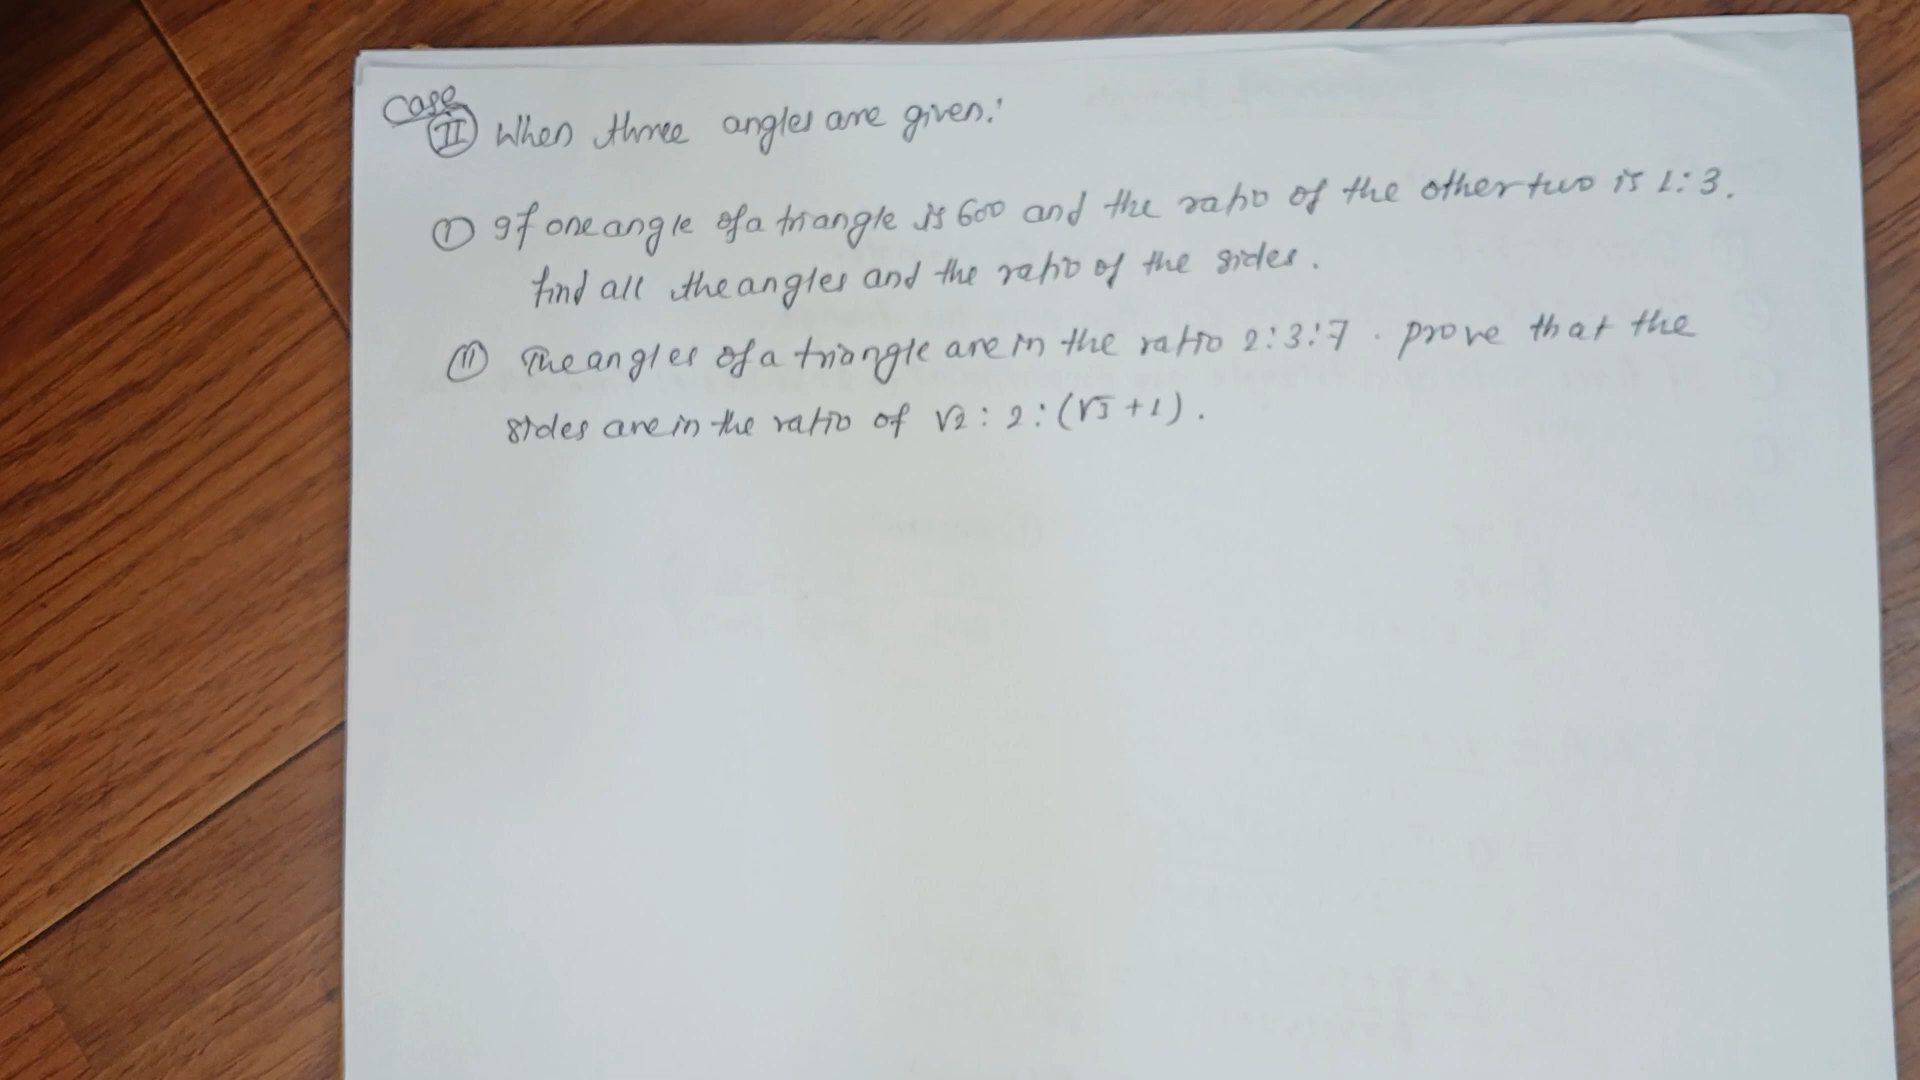 Case
II When three angles are given:
① If one angle of a triangle is 60⁰ and the ratio of the other two is 1:3.
find all the angles and the ratio of the sides.
⑪ The angles of a triangle are in the ratio 2:3:7. prove that the
sides are in the ratio of √2 : 2 : (√3 + 1).